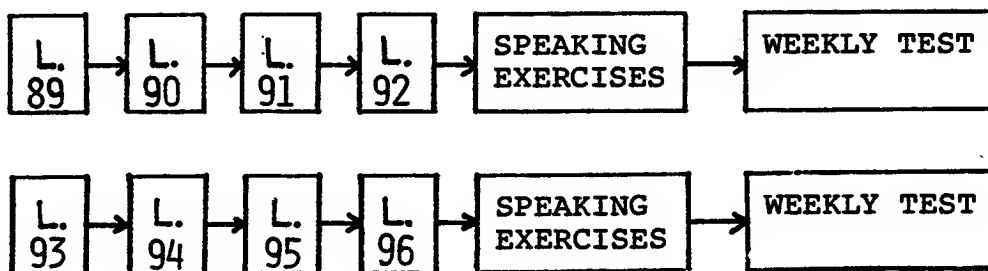 L. 89
L. 90
L. 91
L. 92
SPEAKING
EXERCISES
WEEKLY TEST
L. 93
L. 94
L. 95
L. 96
SPEAKING
EXERCISES
WEEKLY TEST